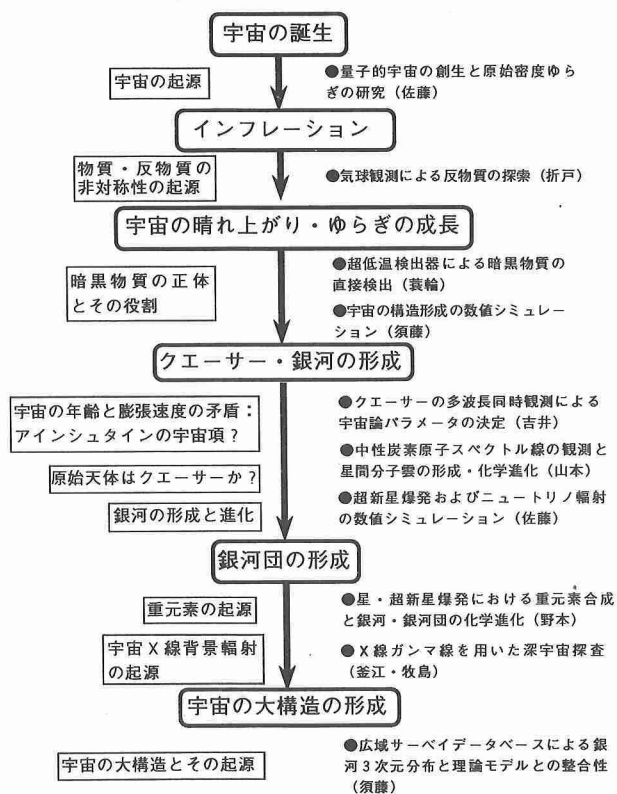 宇宙の誕生
宇宙の起源
●量子的宇宙の創生と原始密度ゆら
ぎの研究(佐藤)
インフレーション
物質・反物質の
非対称性の起源
●気球観測による反物質の探索(折戸)
宇宙の晴れ上がり・ゆらぎの成長
暗黒物質の正体
とその役割
●超低温検出器による暗黒物質の
直接検出(蓑輪)
●宇宙の構造形成の数値シミュレー
ション(須藤)
クエーサー・銀河の形成
宇宙の年齢と膨張速度の矛盾:
アインシュタインの宇宙項?
●クエーサーの多波長同時観測による
宇宙論パラメータの決定(吉井)
●中性炭素原子スペクトル線の観測と
星間分子雲の形成・化学進化(山本)
原始天体はクエーサーか?
銀河の形成と進化
●超新星爆発およびニュートリノ輻射
の数値シミュレーション(佐藤)
銀河団の形成
重元素の起源
●星・超新星爆発における重元素合成
と銀河・銀河団の化学進化(野本)
宇宙X線背景輻射
の起源
●X線ガンマ線を用いた深宇宙探査
(釜江・牧島)
宇宙の大構造の形成
宇宙の大構造とその起源
●広域サーベイデータベースによる銀
河3次元分布と理論モデルとの整合性
(須藤)